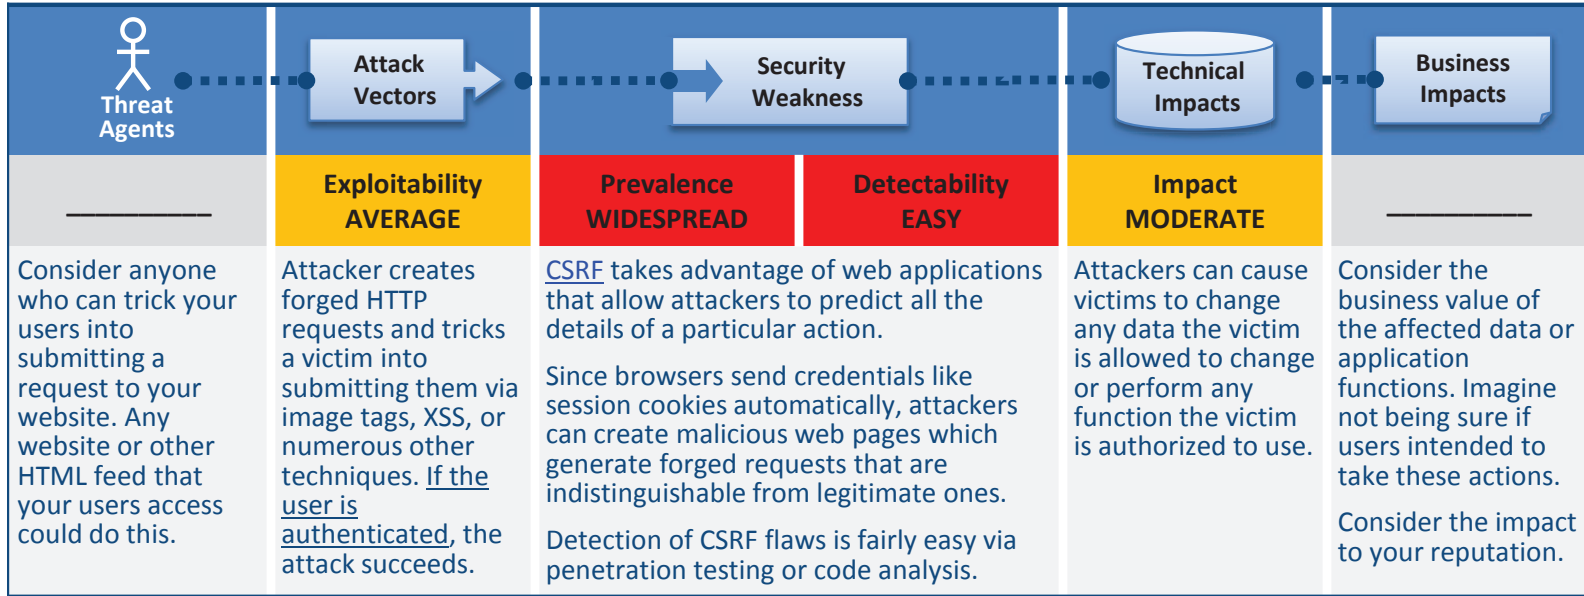 Threat
Agents
Attack
Vectors
Security
Weakness
Technical
Impacts
Business
Impacts
__________
Exploitability
AVERAGE
Prevalence
WIDESPREAD
Detectability
EASY
Impact
MODERATE
__________
Consider anyone
who can trick your
users into
submitting a
request to your
website. Any
website or other
HTML feed that
your users access
could do this.
Attacker creates
forged HTTP
requests and tricks
a victim into
submitting them via
image tags, XSS, or
numerous other
techniques. If the
user is
authenticated, the
attack succeeds.
CSRF takes advantage of web applications
that allow attackers to predict all the
details of a particular action.
Since browsers send credentials like
session cookies automatically, attackers
can create malicious web pages which
generate forged requests that are
indistinguishable from legitimate ones.
Detection of CSRF flaws is fairly easy via
penetration testing or code analysis.
Attackers can cause
victims to change
any data the victim
is allowed to change
or perform any
function the victim
is authorized to use.
Consider the
business value of
the affected data or
application
functions. Imagine
not being sure if
users intended to
take these actions.
Consider the impact
to your reputation.